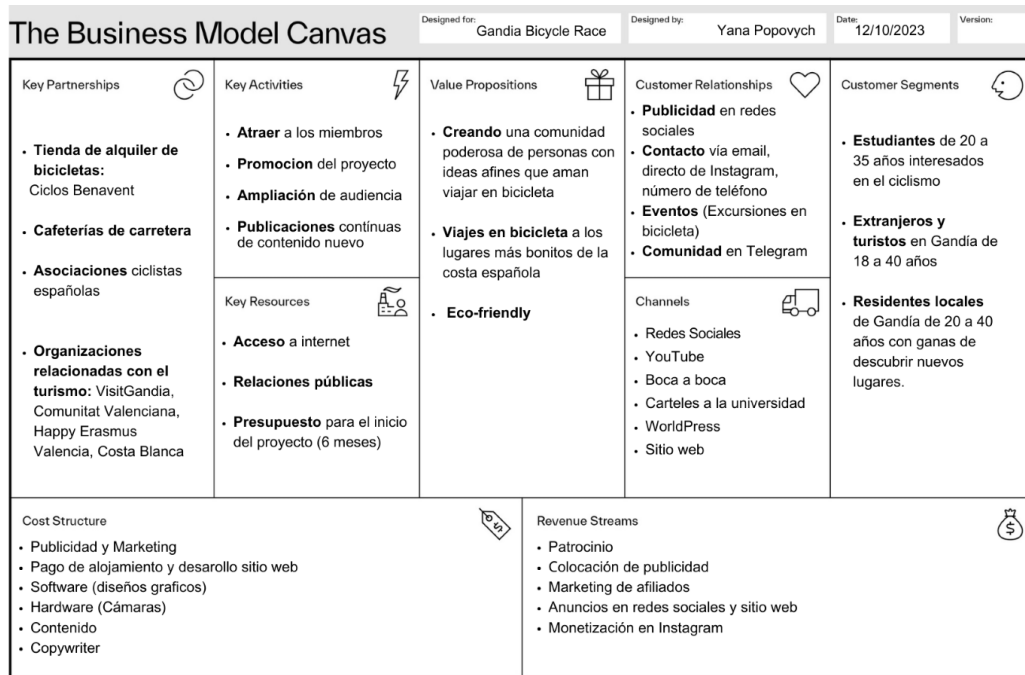 The Business Model Canvas
Designed for:
Gandia Bicycle Race
Designed by:
Yana Popovych
Date:
12/10/2023
Version:
Key Partnerships
• Tienda de alquiler de
bicicletas:
Ciclos Benavent
• Cafeterías de carretera
• Asociaciones ciclistas
españolas
• Organizaciones
relacionadas con el
turismo: VisitGandia,
Comunitat Valenciana,
Happy Erasmus
Valencia, Costa Blanca
Key Activities
• Atraer a los miembros
• Promocion del proyecto
• Ampliación de audiencia
• Publicaciones contínuas
de contenido nuevo
Key Resources
• Acceso a internet
• Relaciones públicas
• Presupuesto para el inicio
del proyecto (6 meses)
Value Propositions
• Creando una comunidad
poderosa de personas con
ideas afines que aman
viajar en bicicleta
• Viajes en bicicleta a los
lugares más bonitos de la
costa española
• Eco-friendly
Customer Relationships
• Publicidad en redes
sociales
• Contacto vía email,
directo de Instagram,
número de teléfono
• Eventos (Excursiones en
bicicleta)
• Comunidad en Telegram
Channels
• Redes Sociales
• YouTube
• Boca a boca
• Carteles a la universidad
• WorldPress
• Sitio web
Customer Segments
• Estudiantes de 20 a
35 años interesados
en el ciclismo
• Extranjeros y
turistos en Gandía de
18 a 40 años
• Residentes locales
de Gandía de 20 a 40
años con ganas de
descubrir nuevos
lugares.
Cost Structure
• Publicidad y Marketing
• Pago de alojamiento y desarollo sitio web
• Software (diseños graficos)
• Hardware (Cámaras)
• Contenido
• Copywriter
Revenue Streams
• Patrocinio
• Colocación de publicidad
• Marketing de afiliados
• Anuncios en redes sociales y sitio web
• Monetización en Instagram